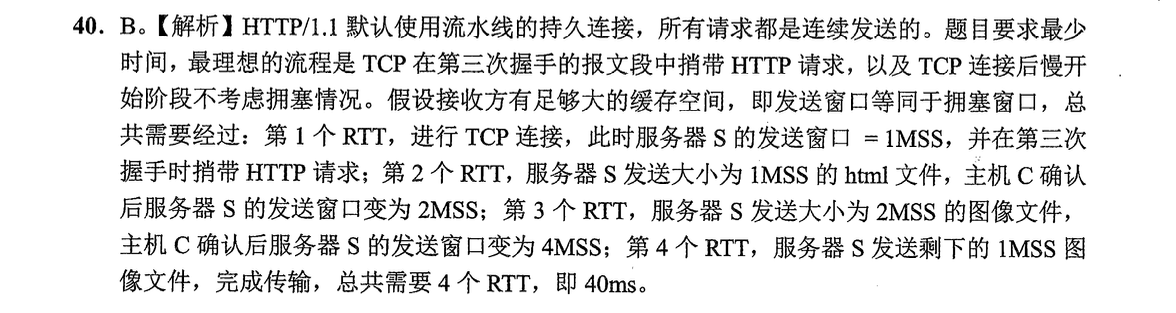 40. B。【解析】HTTP/1.1 默认使用流水线的持久连接，所有请求都是连续发送的。题目要求最少
时间，最理想的流程是 TCP 在第三次握手的报文段中捎带 HTTP 请求，以及 TCP 连接后慢开
始阶段不考虑拥塞情况。假设接收方有足够大的缓存空间，即发送窗口等同于拥塞窗口，总
共需要经过：第 1 个 RTT，进行 TCP 连接，此时服务器 S 的发送窗口 = 1MSS，并在第三次
握手时捎带 HTTP 请求；第 2 个 RTT，服务器 S 发送大小为 1MSS 的 html 文件，主机 C 确认
后服务器 S 的发送窗口变为 2MSS；第 3 个 RTT，服务器 S 发送大小为 2MSS 的图像文件，
主机 C 确认后服务器 S 的发送窗口变为 4MSS；第 4 个 RTT，服务器 S 发送剩下的 1MSS 图
像文件，完成传输，总共需要 4 个 RTT，即 40ms。